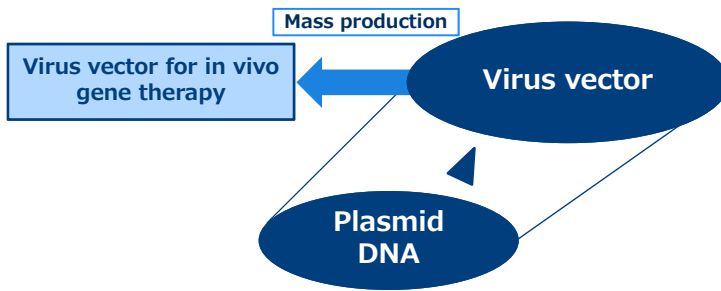 Mass production
Virus vector for in vivo
gene therapy
Virus vector
Plasmid
DNA